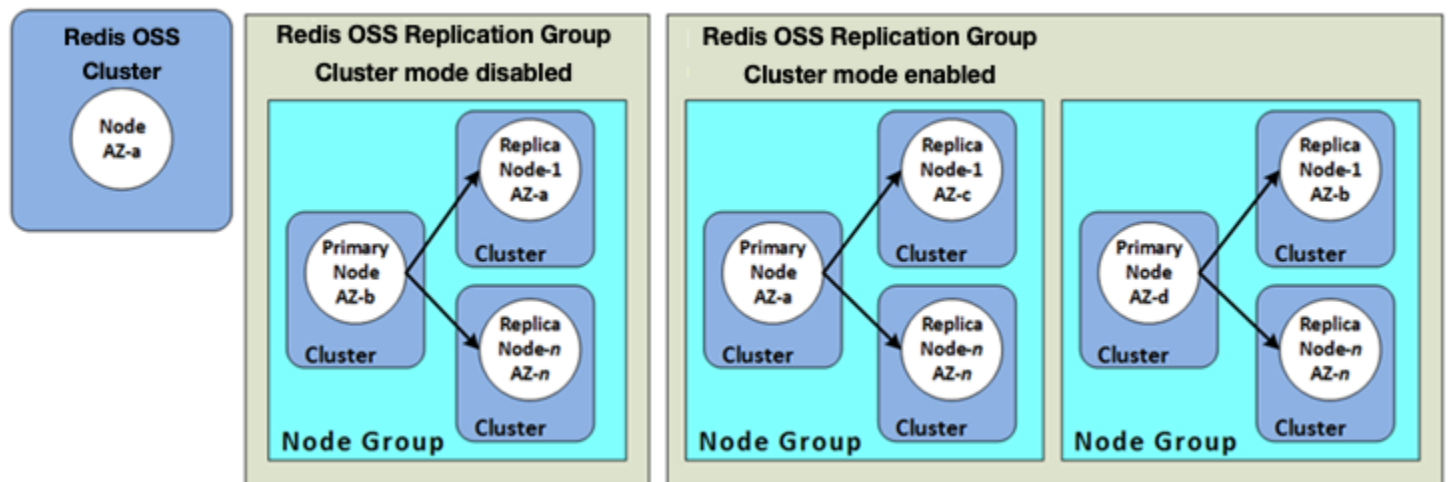 Redis OSS
Cluster
Node
AZ-a
Redis OSS Replication Group
Cluster mode disabled
Replica
Node-1
AZ-a
Cluster
Primary
Node
AZ-b
Cluster
Replica
Node-n
AZ-n
Cluster
Node Group
Redis OSS Replication Group
Cluster mode enabled
Replica
Node-1
AZ-c
Cluster
Primary
Node
AZ-a
Cluster
Replica
Node-n
AZ-n
Cluster
Node Group
Replica
Node-1
AZ-b
Cluster
Primary
Node
AZ-d
Cluster
Replica
Node-n
AZ-n
Cluster
Node Group